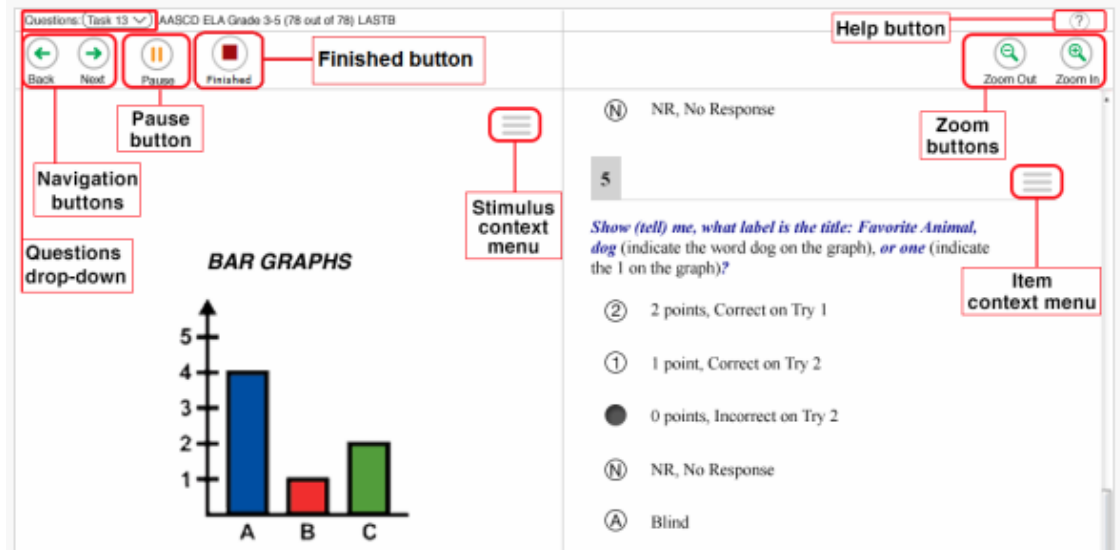 Questions: Task 13 AASCD ELA Grade 3-5 (78 out of 78) LASTB
?
Help button
Back
Next
Pause
Finished
Finished button
Zoom Out
Zoom In
Pause
button
Zoom
buttons
Navigation
buttons
Stimulus
context
menu
Questions
drop-down
Item
context menu
BAR GRAPHS
5
4
3
2
1
A
B
C
N NR, No Response
5
Show (tell) me, what label is the title: Favorite Animal,
dog (indicate the word dog on the graph), or one (indicate
the 1 on the graph)?
2 2 points, Correct on Try 1
1 1 point, Correct on Try 2
0 points, Incorrect on Try 2
N NR, No Response
A Blind